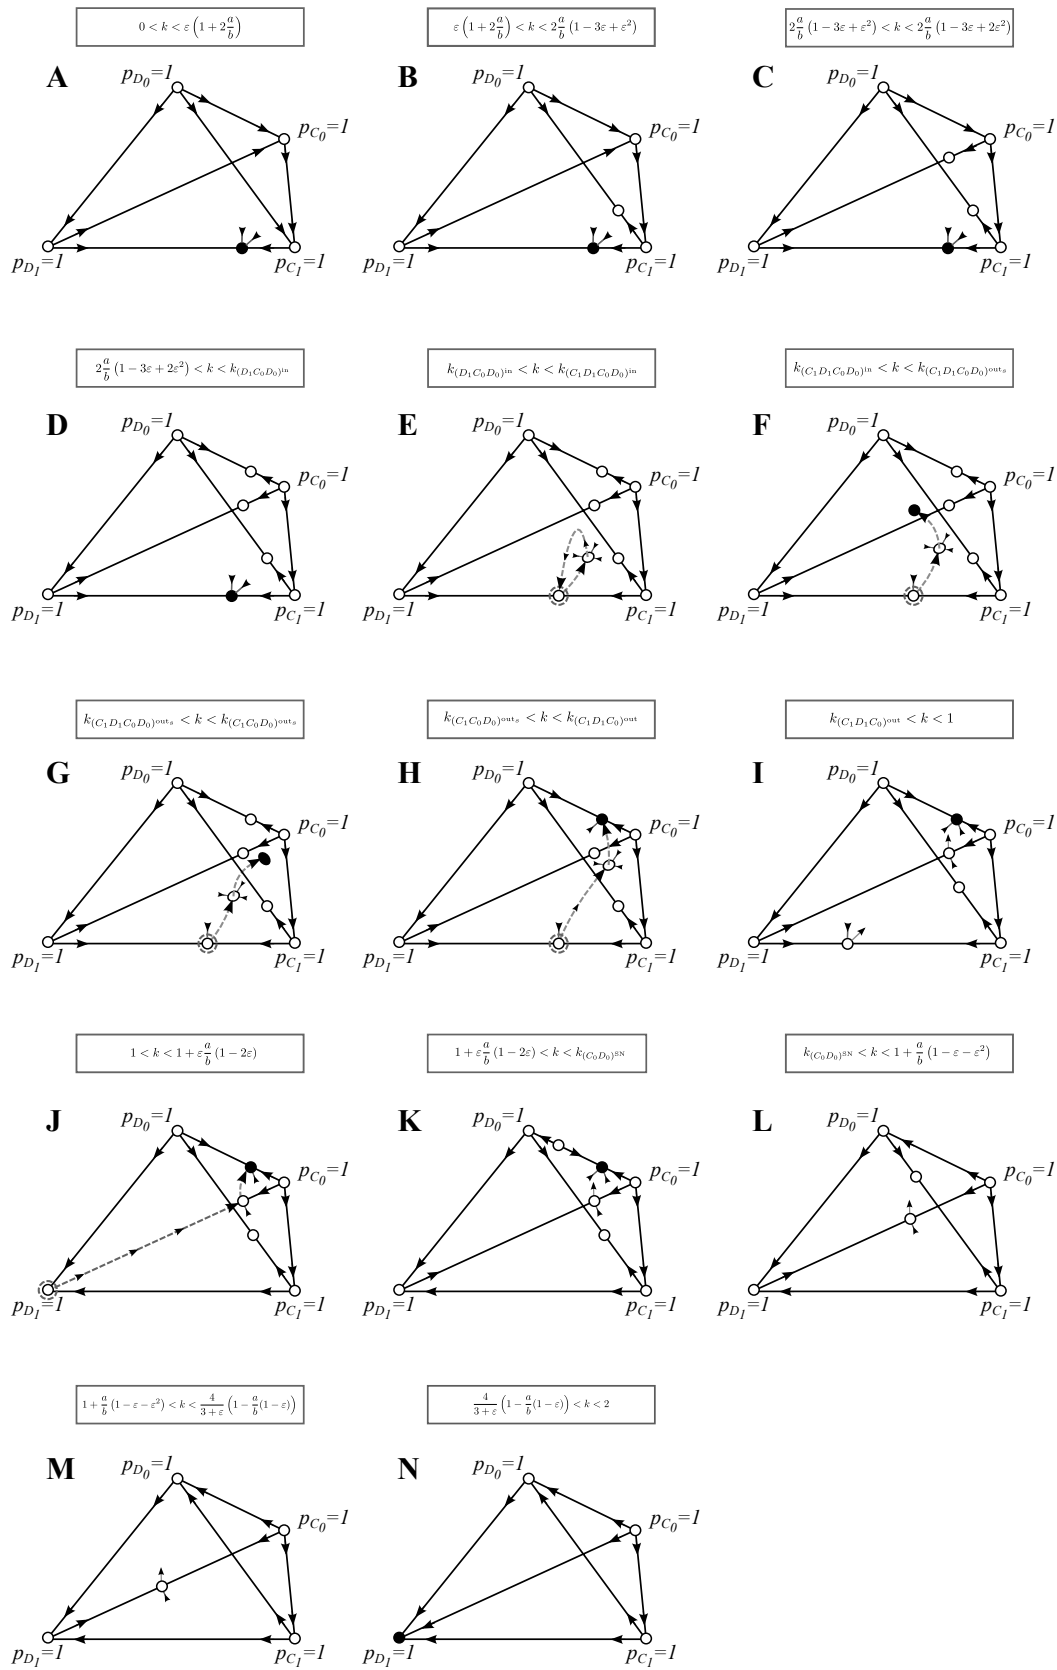 0 < k < ε (1 + 2 a/b)
ε (1 + 2 a/b) < k < 2 a/b (1 − 3ε + ε²)
2 a/b (1 − 3ε + ε²) < k < 2 a/b (1 − 3ε + 2ε²)
A
p_{D_0}=1
p_{C_0}=1
p_{D_1}=1
p_{C_1}=1
B
p_{D_0}=1
p_{C_0}=1
p_{D_1}=1
p_{C_1}=1
C
p_{D_0}=1
p_{C_0}=1
p_{D_1}=1
p_{C_1}=1
2 a/b (1 − 3ε + 2ε²) < k < k_{(D_1C_0D_0)^{in}}
k_{(D_1C_0D_0)^{in}} < k < k_{(C_1D_1C_0D_0)^{in}}
k_{(C_1D_1C_0D_0)^{in}} < k < k_{(C_1D_1C_0D_0)^{out_s}}
D
p_{D_0}=1
p_{C_0}=1
p_{D_1}=1
p_{C_1}=1
E
p_{D_0}=1
p_{C_0}=1
p_{D_1}=1
p_{C_1}=1
F
p_{D_0}=1
p_{C_0}=1
p_{D_1}=1
p_{C_1}=1
k_{(C_1D_1C_0D_0)^{out_s}} < k < k_{(C_1C_0D_0)^{out_s}}
k_{(C_1C_0D_0)^{out_s}} < k < k_{(C_1D_1C_0)^{out}}
k_{(C_1D_1C_0)^{out}} < k < 1
G
p_{D_0}=1
p_{C_0}=1
p_{D_1}=1
p_{C_1}=1
H
p_{D_0}=1
p_{C_0}=1
p_{D_1}=1
p_{C_1}=1
I
p_{D_0}=1
p_{C_0}=1
p_{D_1}=1
p_{C_1}=1
1 < k < 1 + ε a/b (1 − 2ε)
1 + ε a/b (1 − 2ε) < k < k_{(C_0D_0)^{SN}}
k_{(C_0D_0)^{SN}} < k < 1 + a/b (1 − ε − ε²)
J
p_{D_0}=1
p_{C_0}=1
p_{D_1}=1
p_{C_1}=1
K
p_{D_0}=1
p_{C_0}=1
p_{D_1}=1
p_{C_1}=1
L
p_{D_0}=1
p_{C_0}=1
p_{D_1}=1
p_{C_1}=1
1 + a/b (1 − ε − ε²) < k < 4/(3 + ε) (1 − a/b (1 − ε))
4/(3 + ε) (1 − a/b (1 − ε)) < k < 2
M
p_{D_0}=1
p_{C_0}=1
p_{D_1}=1
p_{C_1}=1
N
p_{D_0}=1
p_{C_0}=1
p_{D_1}=1
p_{C_1}=1